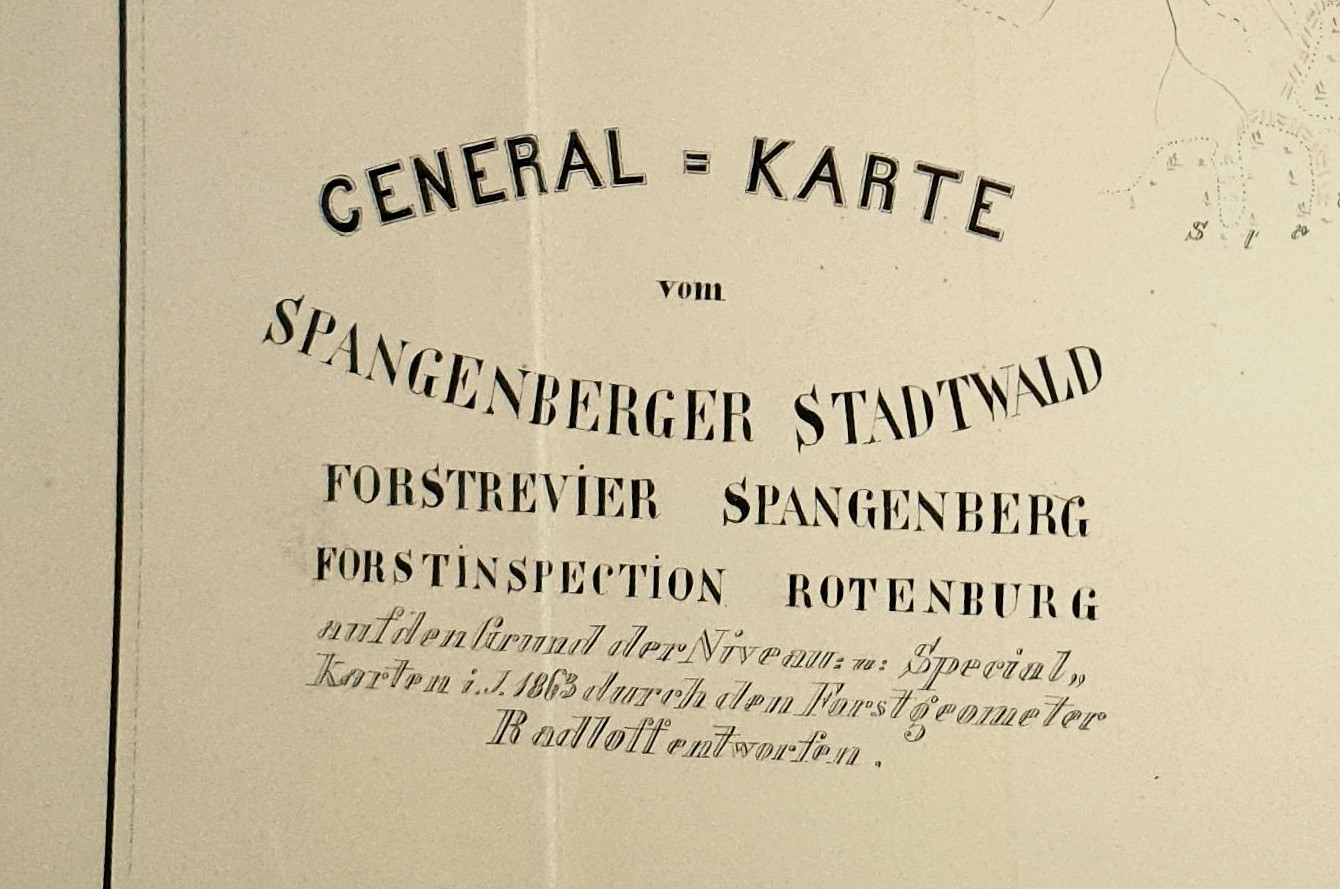 GENERAL = KARTE
vom
SPANGENBERGER STADTWALD
FORSTREVIER SPANGENBERG
FORSTINSPECTION ROTENBURG
auf den Grund der Niveau= u= Special„
Karten i. J. 1863 durch den Forstgeometer
Radloff entworfen.
S r a